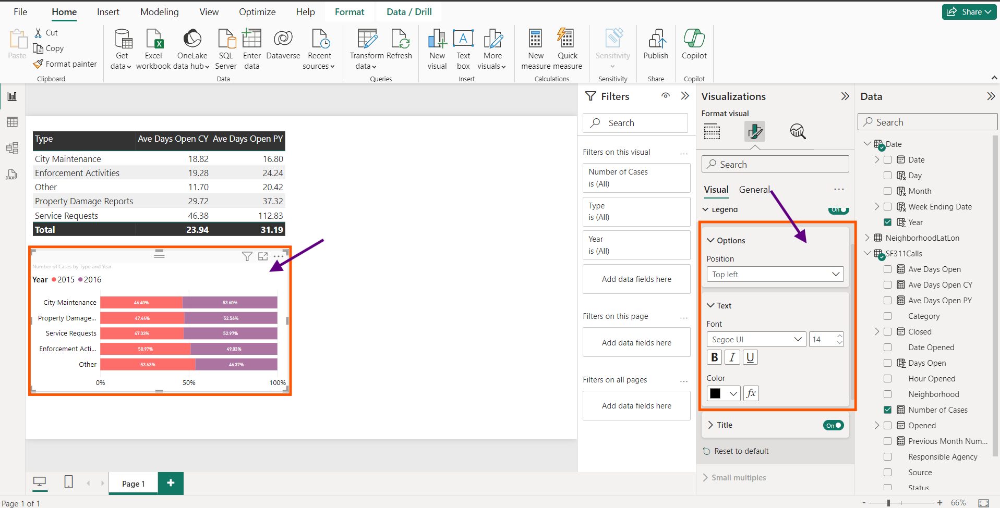 File Home Insert Modeling View Optimize Help Format Data / Drill Share
Paste
Cut
Copy
Format painter
Clipboard
Get data
Excel workbook
OneLake data hub
SQL Server
Enter data
Dataverse
Recent sources
Data
Transform data
Refresh
Queries
New visual
Text box
More visuals
Insert
New measure
Quick measure
Calculations
Sensitivity
Sensitivity
Publish
Share
Copilot
Copilot
DAX
Type Ave Days Open CY Ave Days Open PY
City Maintenance 18.82 16.80
Enforcement Activities 19.28 24.24
Other 11.70 20.42
Property Damage Reports 29.72 37.32
Service Requests 46.38 112.83
Total 23.94 31.19
Number of Cases by Type and Year
Year 2015 2016
City Maintenance 46.40% 53.60%
Property Damage... 47.44% 52.56%
Service Requests 47.03% 52.97%
Enforcement Acti... 50.97% 49.03%
Other 53.63% 46.37%
0% 50% 100%
Filters
Search
Filters on this visual ...
Number of Cases
is (All)
Type
is (All)
Year
is (All)
Add data fields here
Filters on this page ...
Add data fields here
Filters on all pages ...
Add data fields here
Visualizations
Format visual
Search
Visual General ...
Legend On
Options
Position
Top left
Text
Font
Segoe UI 14
B I U
Color
fx
Title On
Reset to default
Small multiples
Data
Search
Date
Date
Day
Month
Week Ending Date
Year
NeighborhoodLatLon
SF311Calls
Ave Days Open
Ave Days Open CY
Ave Days Open PY
Category
Closed
Date Opened
Days Open
Hour Opened
Neighborhood
Number of Cases
Opened
Previous Month Num...
Responsible Agency
Source
Status
Page 1 +
Page 1 of 1
- + 66%